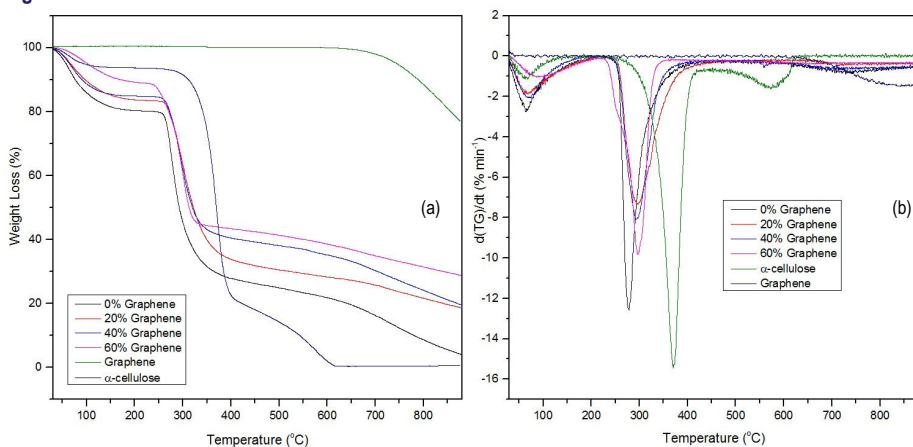 100
80
60
40
20
0
Weight Loss (%)
(a)
0% Graphene
20% Graphene
40% Graphene
60% Graphene
Graphene
α-cellulose
100 200 300 400 500 600 700 800
Temperature (°C)
0
-2
-4
-6
-8
-10
-12
-14
-16
d(TG)/dt (% min⁻¹)
(b)
0% Graphene
20% Graphene
40% Graphene
60% Graphene
α-cellulose
Graphene
100 200 300 400 500 600 700 800
Temperature (°C)